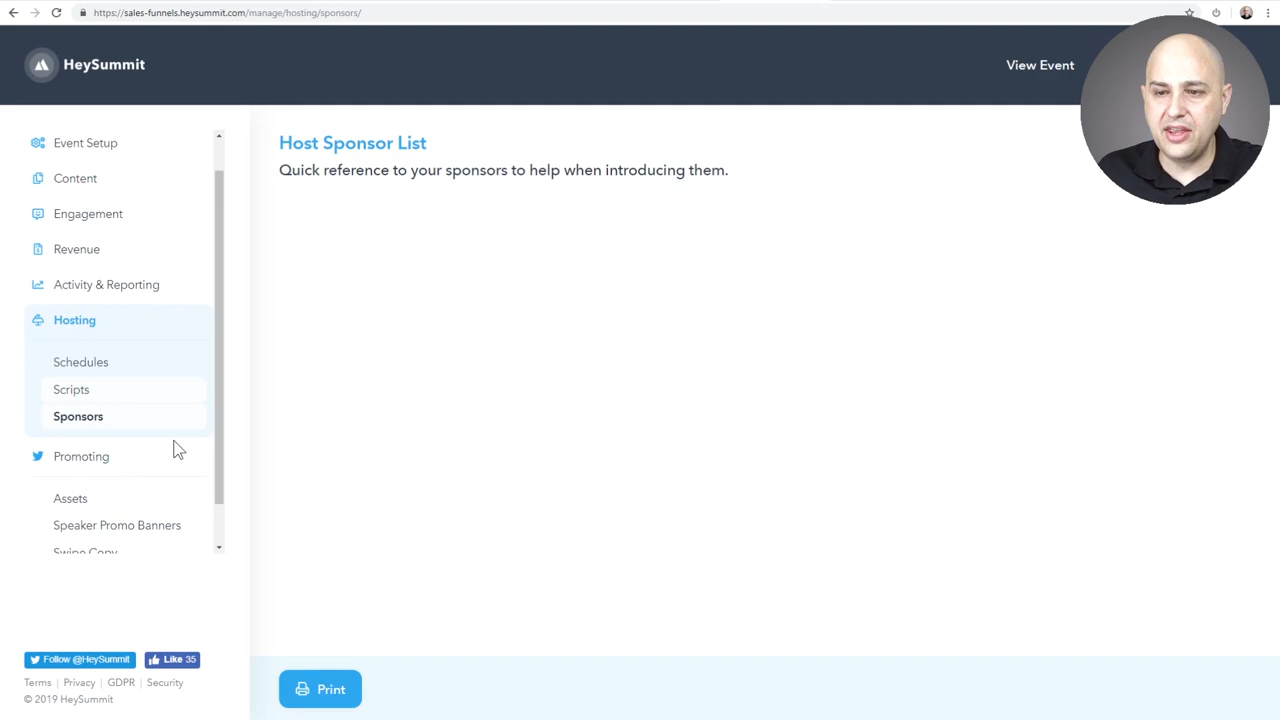 https://sales-funnels.heysummit.com/manage/hosting/sponsors/
HeySummit
View Event
Event Setup
Content
Engagement
Revenue
Activity & Reporting
Hosting
Schedules
Scripts
Sponsors
Promoting
Assets
Speaker Promo Banners
Swipe Copy
Follow @HeySummit
Like 35
Terms | Privacy | GDPR | Security
© 2019 HeySummit
Host Sponsor List
Quick reference to your sponsors to help when introducing them.
Print